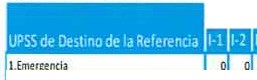 UPSS de Destino de la Referencia I-1 I-2
1.Emergencia 0 0